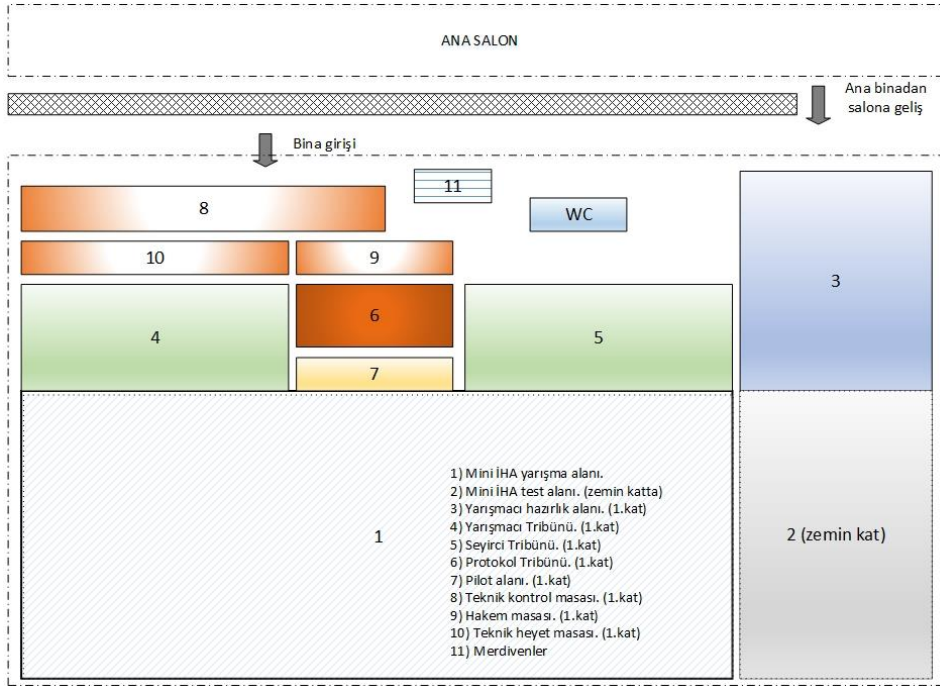 ANA SALON
Ana binadan
salona geliş
Bina girişi
11
8
WC
10
9
3
4
6
5
7
1) Mini İHA yarışma alanı.
2) Mini İHA test alanı. (zemin katta)
3) Yarışmacı hazırlık alanı. (1.kat)
4) Yarışmacı Tribünü. (1.kat)
5) Seyirci Tribünü. (1.kat)
6) Protokol Tribünü. (1.kat)
7) Pilot alanı. (1.kat)
8) Teknik kontrol masası. (1.kat)
9) Hakem masası. (1.kat)
10) Teknik heyet masası. (1.kat)
11) Merdivenler
1
2 (zemin kat)